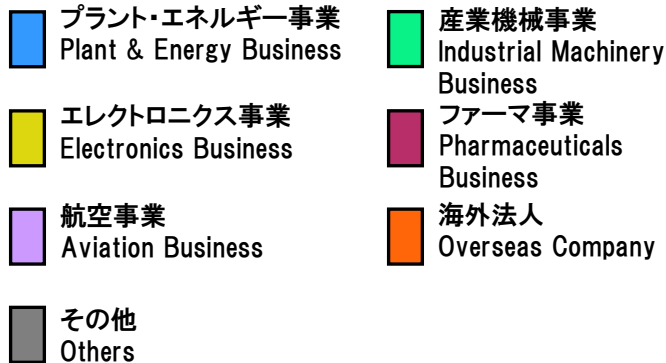 プラント・エネルギー事業
Plant & Energy Business
産業機械事業
Industrial Machinery
Business
エレクトロニクス事業
Electronics Business
ファーマ事業
Pharmaceuticals
Business
航空事業
Aviation Business
海外法人
Overseas Company
その他
Others